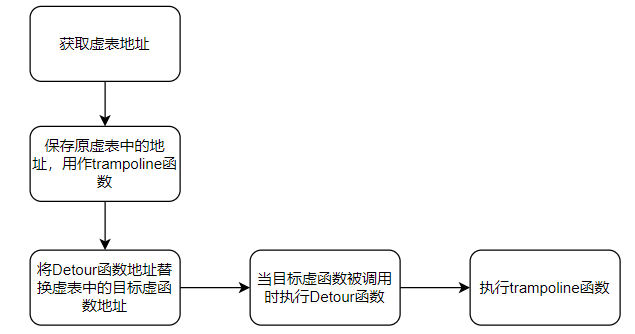 获取虚表地址
保存原虚表中的地
址，用作trampoline函
数
将Detour函数地址替
换虚表中的目标虚函
数地址
当目标虚函数被调用
时执行Detour函数
执行trampoline函数